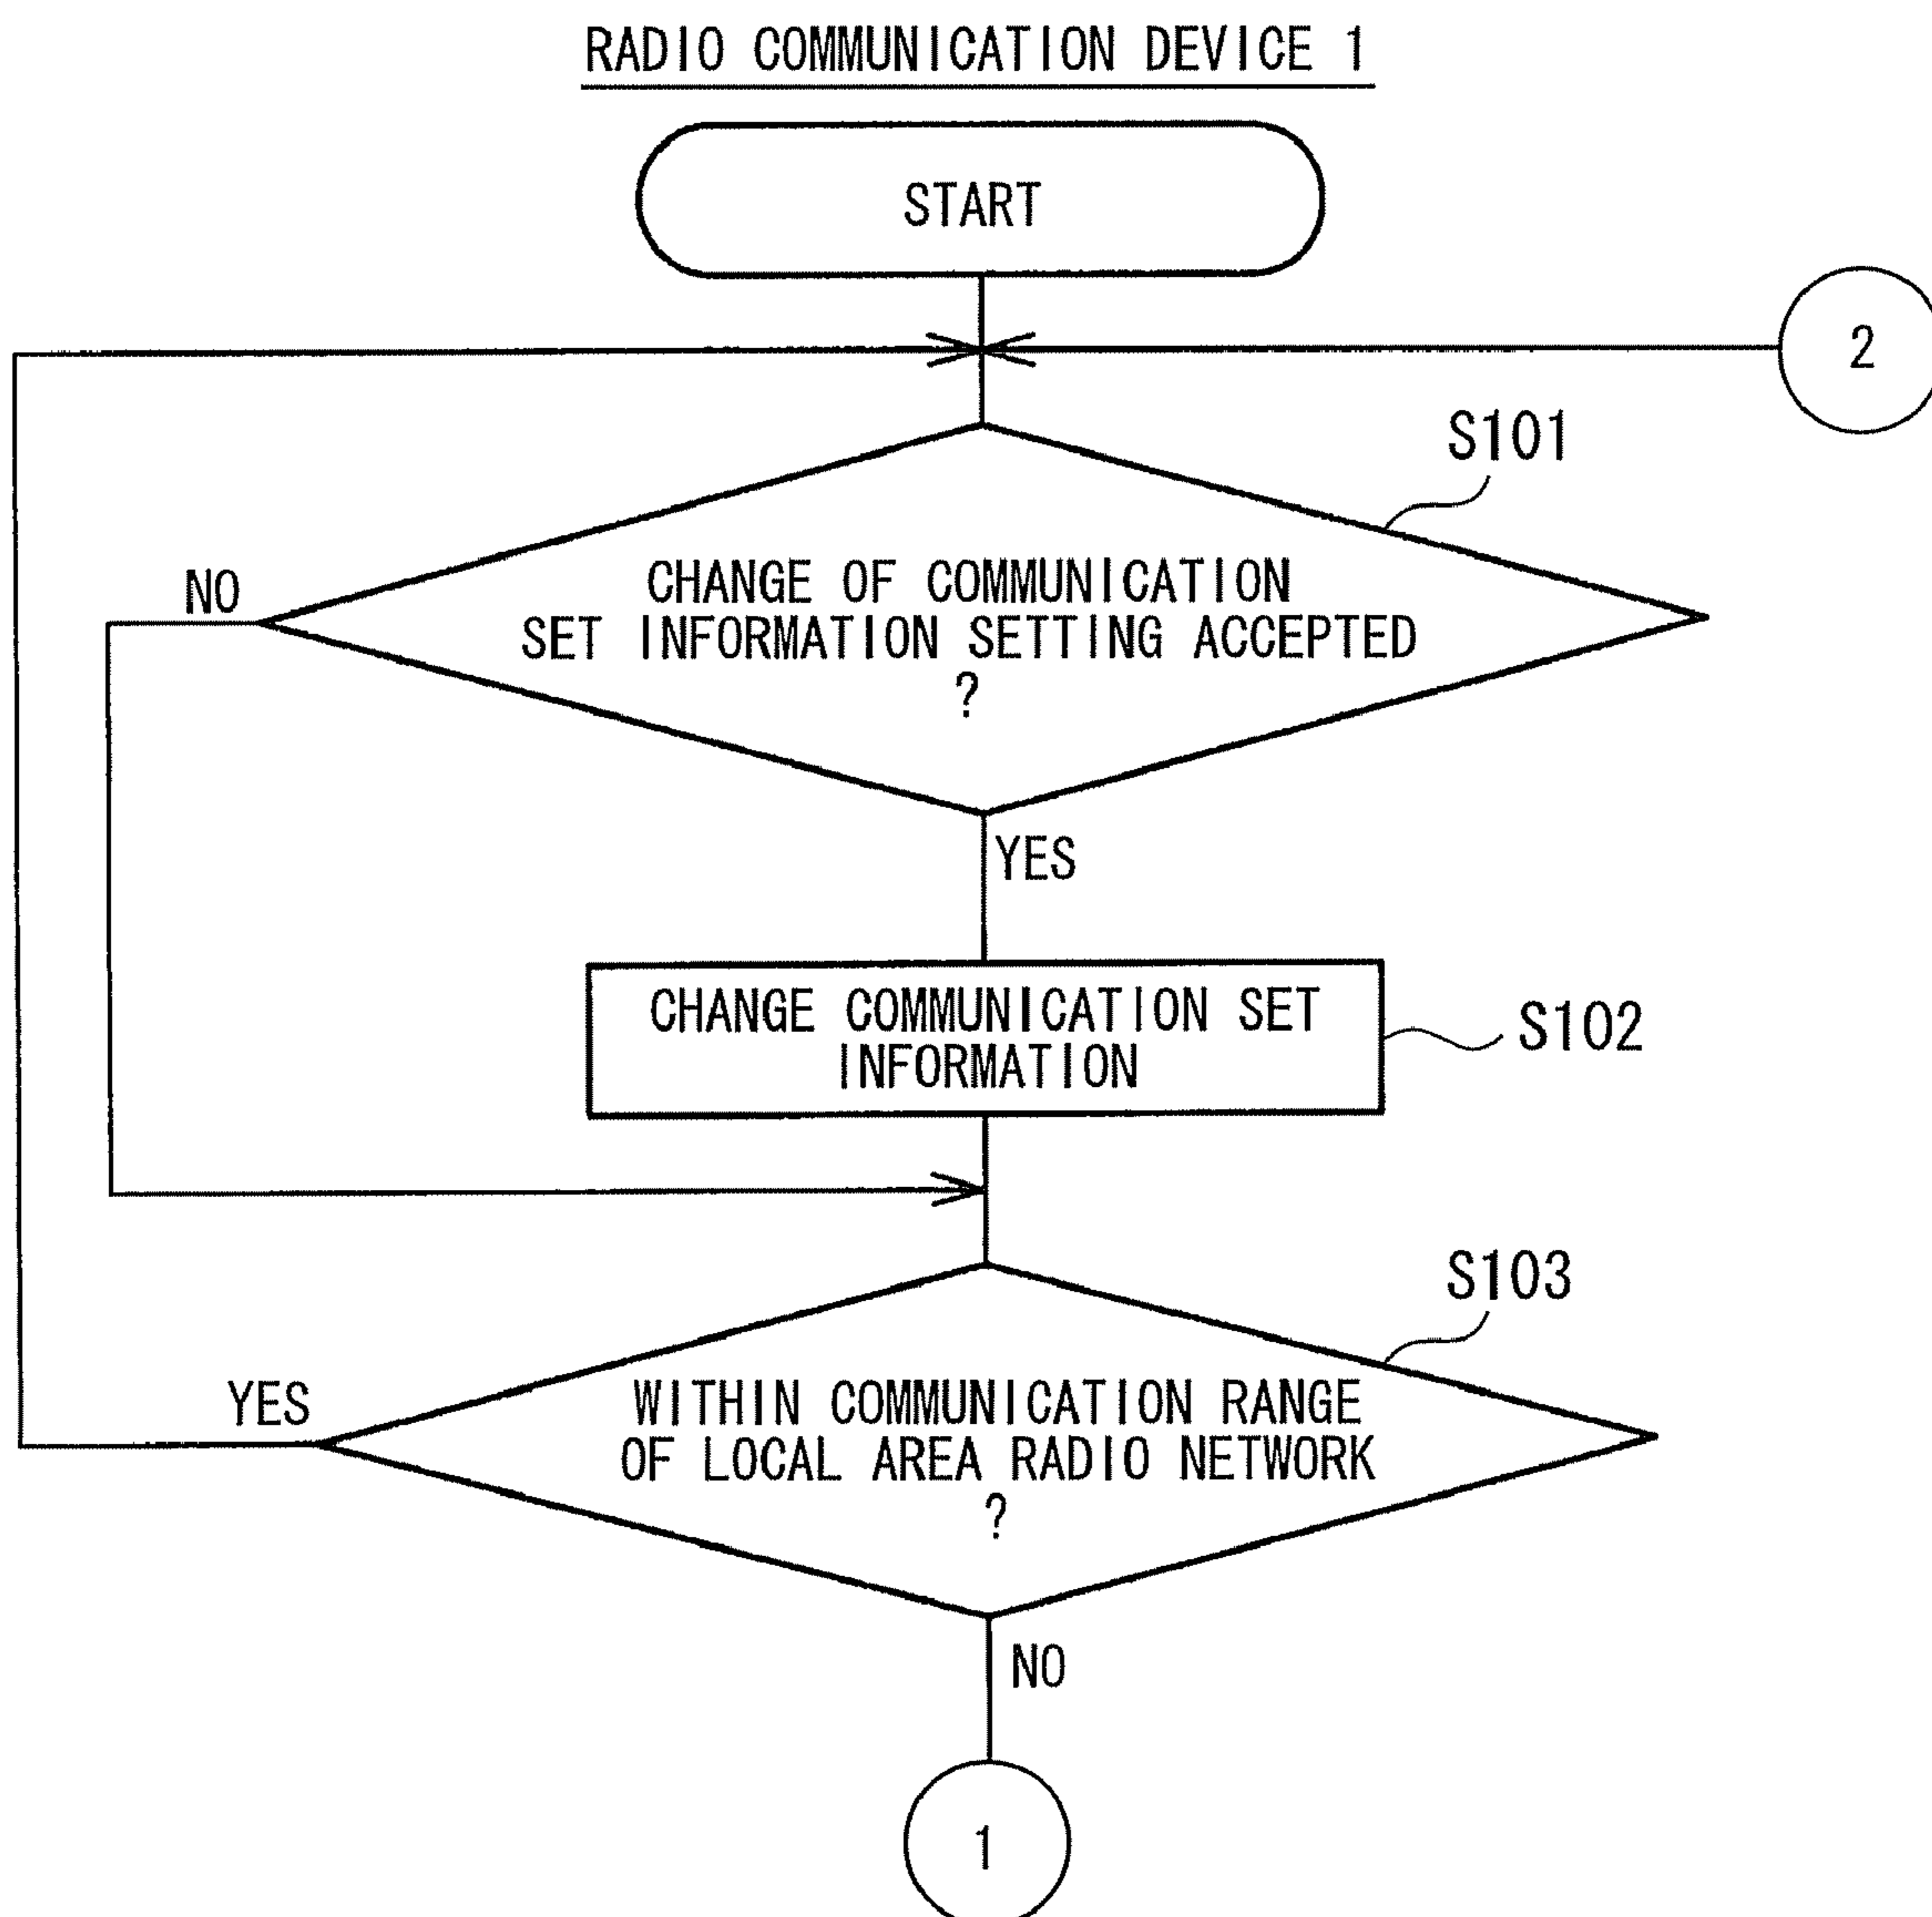 RADIO COMMUNICATION DEVICE 1
START
2
S101
NO
CHANGE OF COMMUNICATION
SET INFORMATION SETTING ACCEPTED
?
YES
CHANGE COMMUNICATION SET
INFORMATION
S102
S103
YES
WITHIN COMMUNICATION RANGE
OF LOCAL AREA RADIO NETWORK
?
NO
1